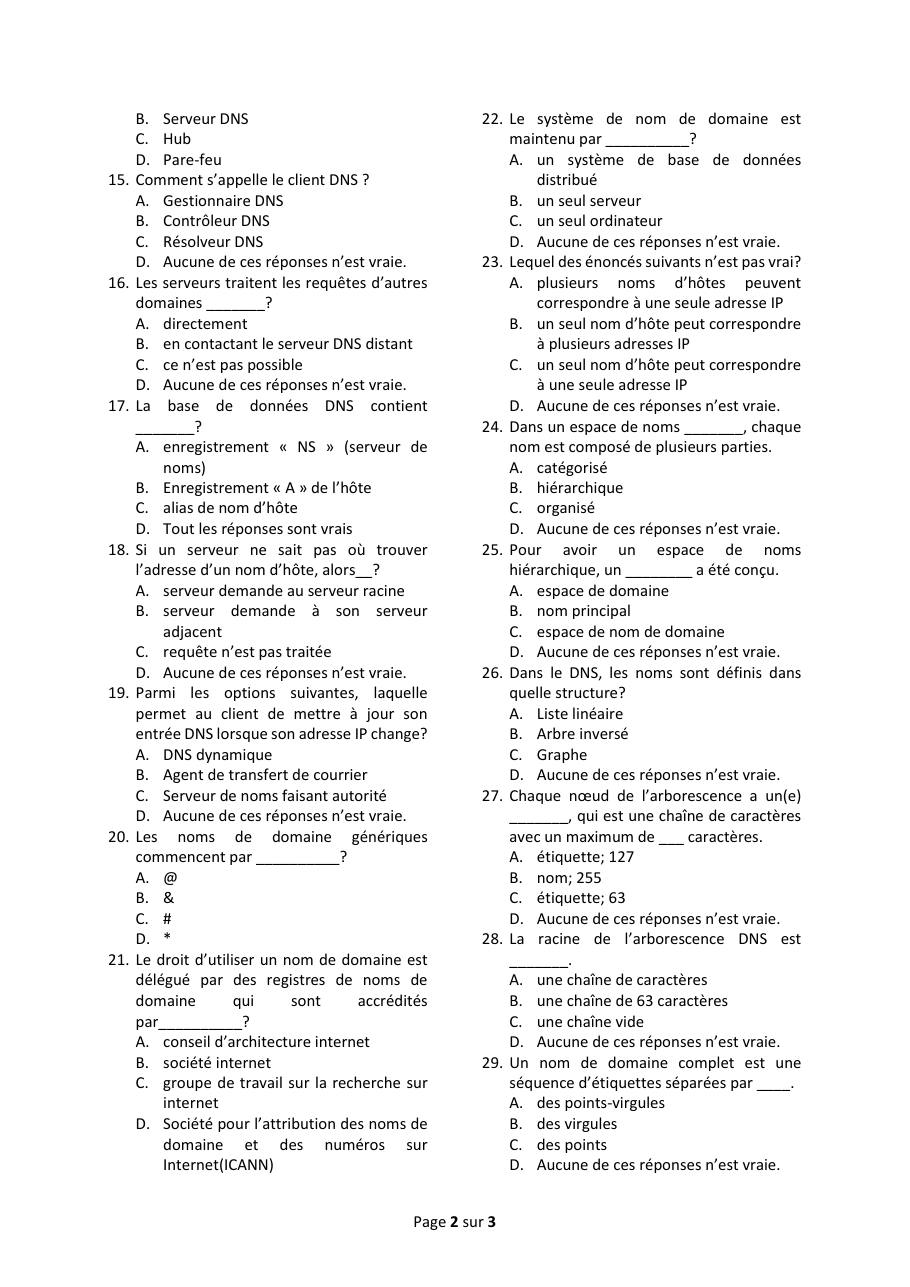 B. Serveur DNS
C. Hub
D. Pare-feu
15. Comment s’appelle le client DNS ?
A. Gestionnaire DNS
B. Contrôleur DNS
C. Résolveur DNS
D. Aucune de ces réponses n’est vraie.
16. Les serveurs traitent les requêtes d’autres
domaines _______?
A. directement
B. en contactant le serveur DNS distant
C. ce n’est pas possible
D. Aucune de ces réponses n’est vraie.
17. La base de données DNS contient
_______?
A. enregistrement « NS » (serveur de
noms)
B. Enregistrement « A » de l’hôte
C. alias de nom d’hôte
D. Tout les réponses sont vrais
18. Si un serveur ne sait pas où trouver
l’adresse d’un nom d’hôte, alors__?
A. serveur demande au serveur racine
B. serveur demande à son serveur
adjacent
C. requête n’est pas traitée
D. Aucune de ces réponses n’est vraie.
19. Parmi les options suivantes, laquelle
permet au client de mettre à jour son
entrée DNS lorsque son adresse IP change?
A. DNS dynamique
B. Agent de transfert de courrier
C. Serveur de noms faisant autorité
D. Aucune de ces réponses n’est vraie.
20. Les noms de domaine génériques
commencent par __________?
A. @
B. &
C. #
D. *
21. Le droit d’utiliser un nom de domaine est
délégué par des registres de noms de
domaine qui sont accrédités
par__________?
A. conseil d’architecture internet
B. société internet
C. groupe de travail sur la recherche sur
internet
D. Société pour l’attribution des noms de
domaine et des numéros sur
Internet(ICANN)
22. Le système de nom de domaine est
maintenu par __________?
A. un système de base de données
distribué
B. un seul serveur
C. un seul ordinateur
D. Aucune de ces réponses n’est vraie.
23. Lequel des énoncés suivants n’est pas vrai?
A. plusieurs noms d’hôtes peuvent
correspondre à une seule adresse IP
B. un seul nom d’hôte peut correspondre
à plusieurs adresses IP
C. un seul nom d’hôte peut correspondre
à une seule adresse IP
D. Aucune de ces réponses n’est vraie.
24. Dans un espace de noms _______, chaque
nom est composé de plusieurs parties.
A. catégorisé
B. hiérarchique
C. organisé
D. Aucune de ces réponses n’est vraie.
25. Pour avoir un espace de noms
hiérarchique, un ________ a été conçu.
A. espace de domaine
B. nom principal
C. espace de nom de domaine
D. Aucune de ces réponses n’est vraie.
26. Dans le DNS, les noms sont définis dans
quelle structure?
A. Liste linéaire
B. Arbre inversé
C. Graphe
D. Aucune de ces réponses n’est vraie.
27. Chaque nœud de l’arborescence a un(e)
_______, qui est une chaîne de caractères
avec un maximum de ___ caractères.
A. étiquette; 127
B. nom; 255
C. étiquette; 63
D. Aucune de ces réponses n’est vraie.
28. La racine de l’arborescence DNS est
_______.
A. une chaîne de caractères
B. une chaîne de 63 caractères
C. une chaîne vide
D. Aucune de ces réponses n’est vraie.
29. Un nom de domaine complet est une
séquence d’étiquettes séparées par ____.
A. des points-virgules
B. des virgules
C. des points
D. Aucune de ces réponses n’est vraie.
Page 2 sur 3